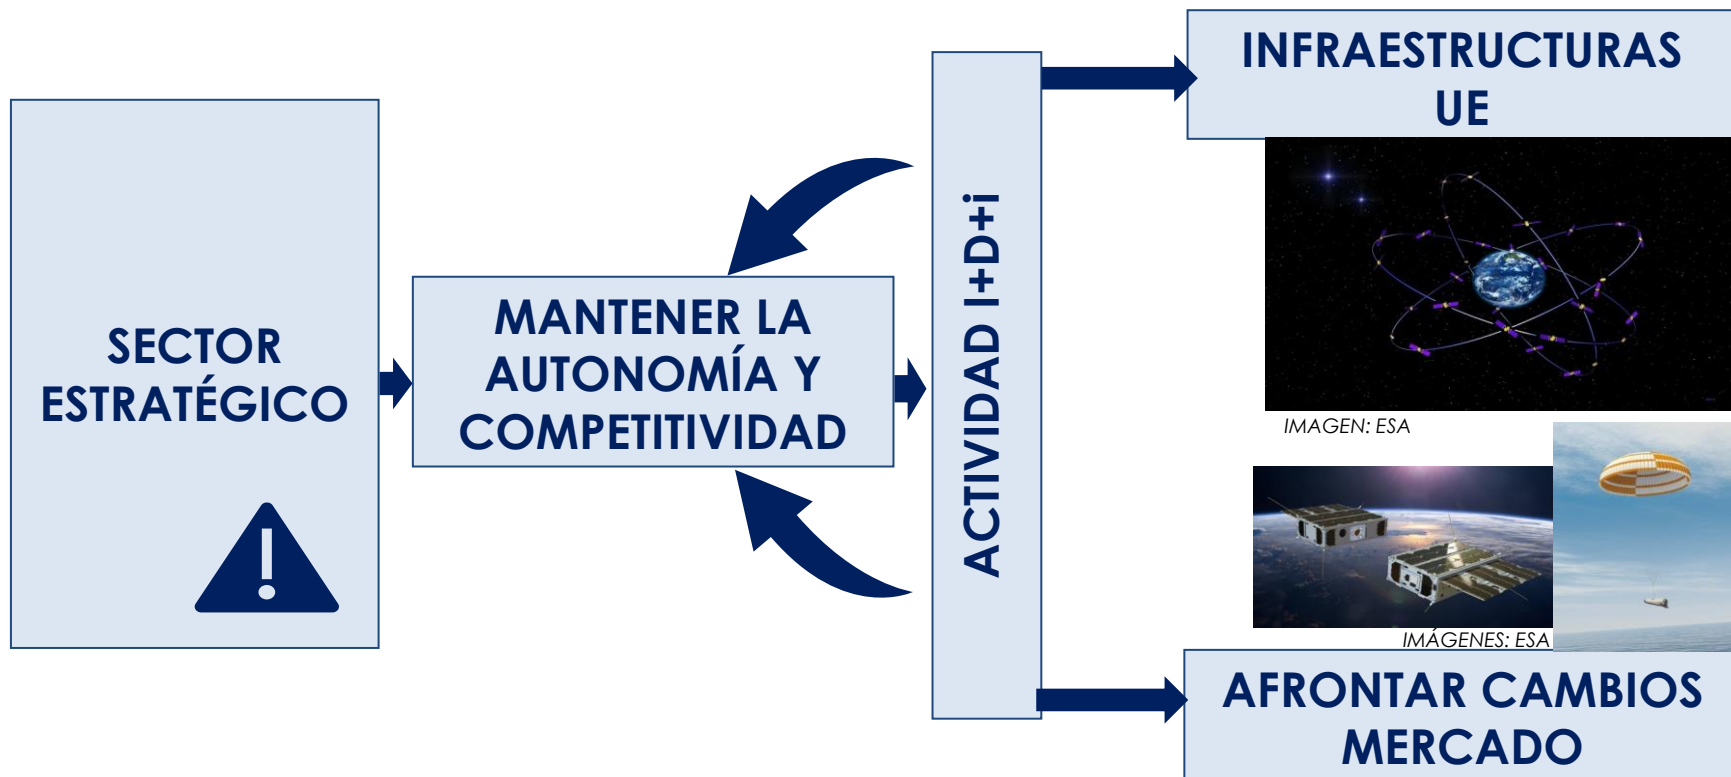 SECTOR
ESTRATÉGICO
MANTENER LA
AUTONOMÍA Y
COMPETITIVIDAD
ACTIVIDAD I+D+i
INFRAESTRUCTURAS
UE
IMAGEN: ESA
IMÁGENES: ESA
AFRONTAR CAMBIOS
MERCADO